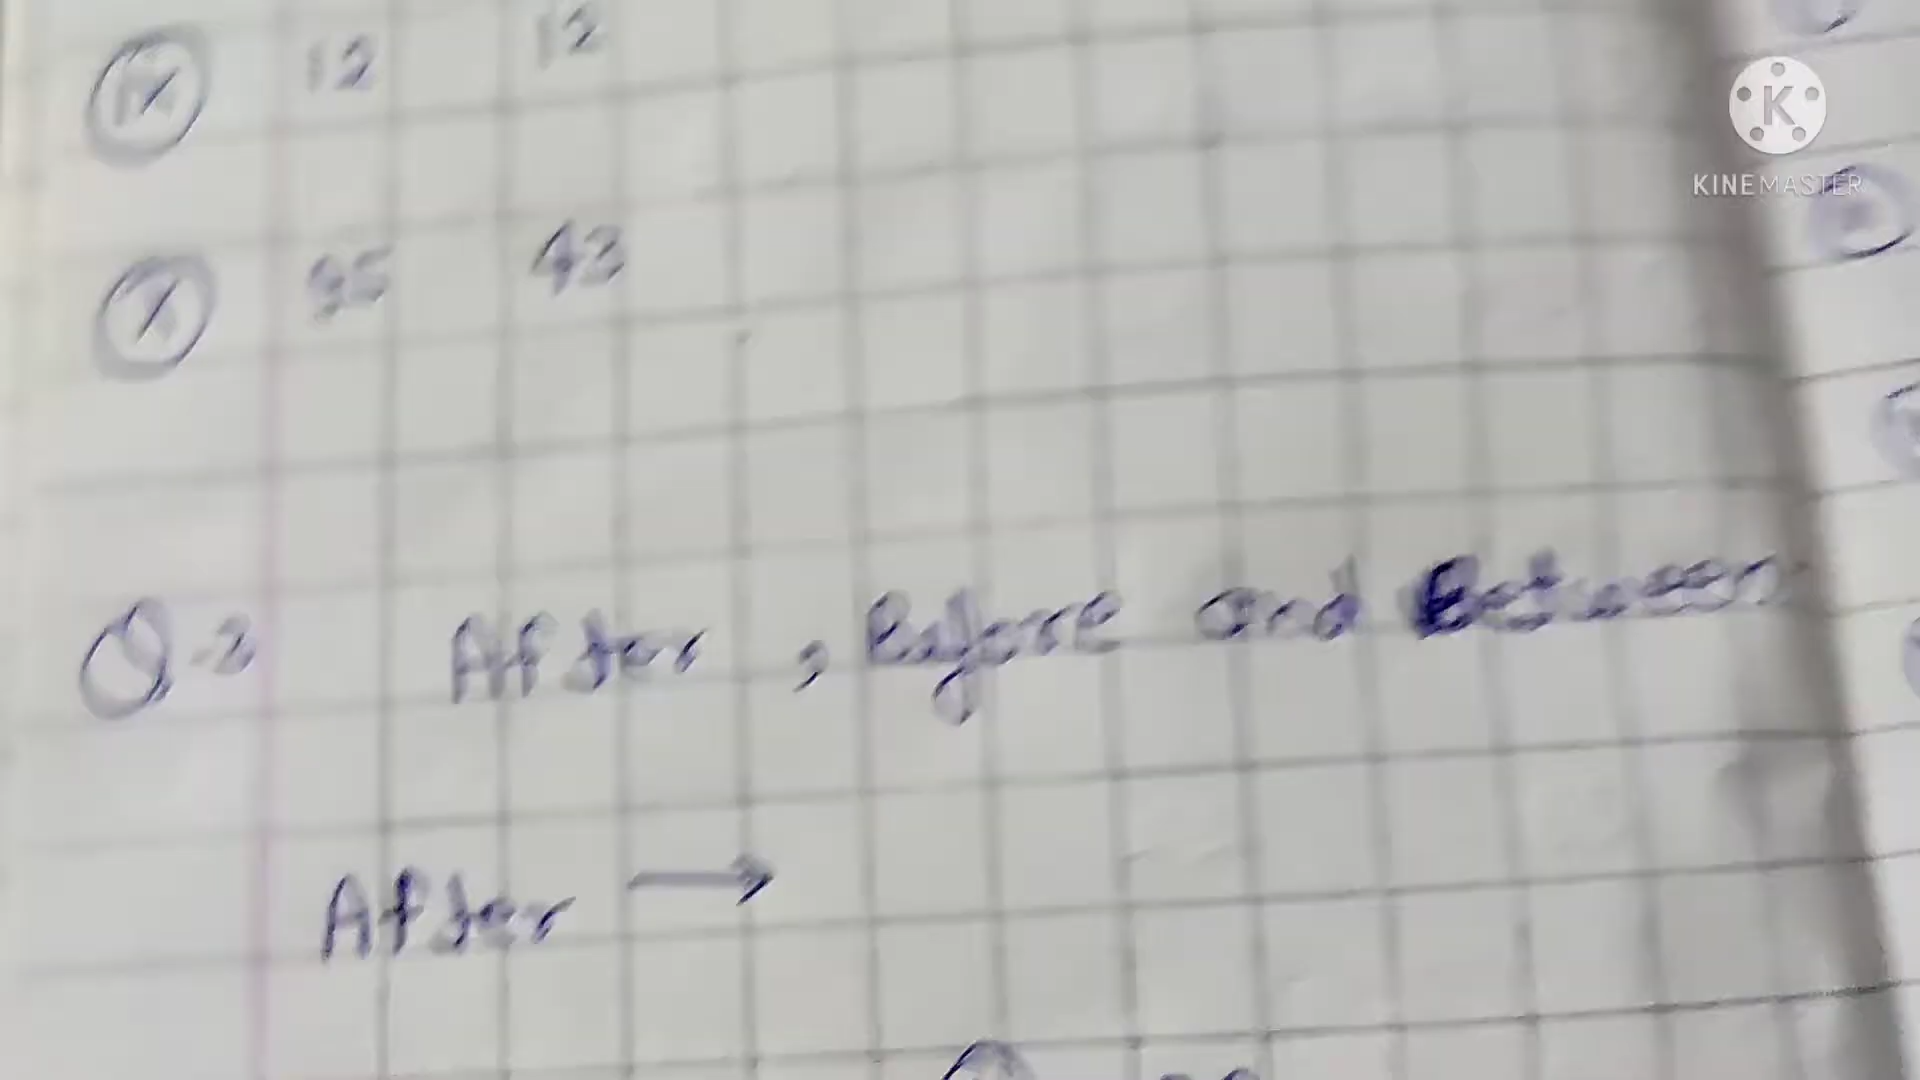 12 12
35 43
KINEMASTER
Q-2 After, Before and Between
After →